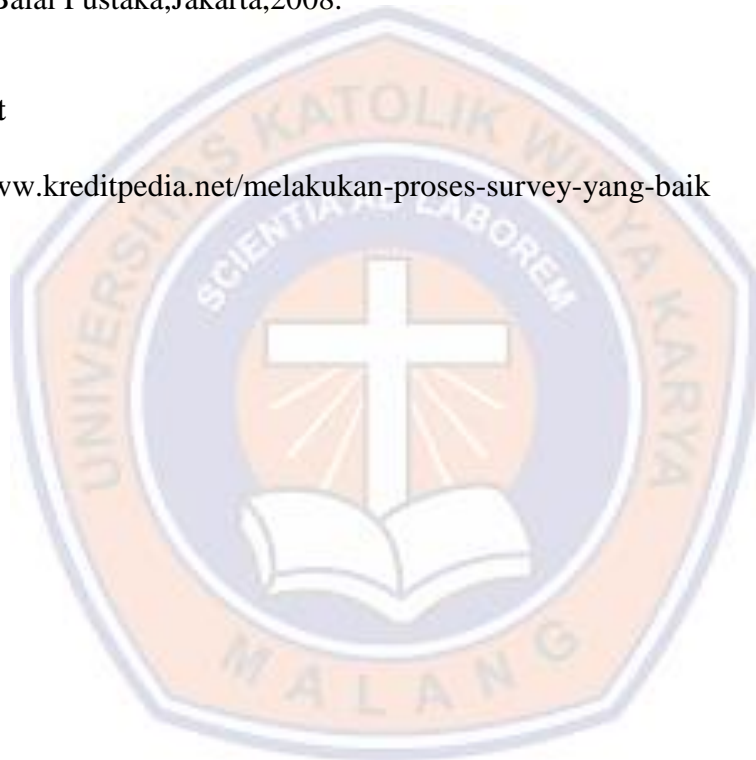 Balai Pustaka,Jakarta,2008.
t
ww.kreditpedia.net/melakukan-proses-survey-yang-baik
UNIVERSITAS KATOLIK WIDYA KARYA
SCIENTIA AD LABOREM
MALANG